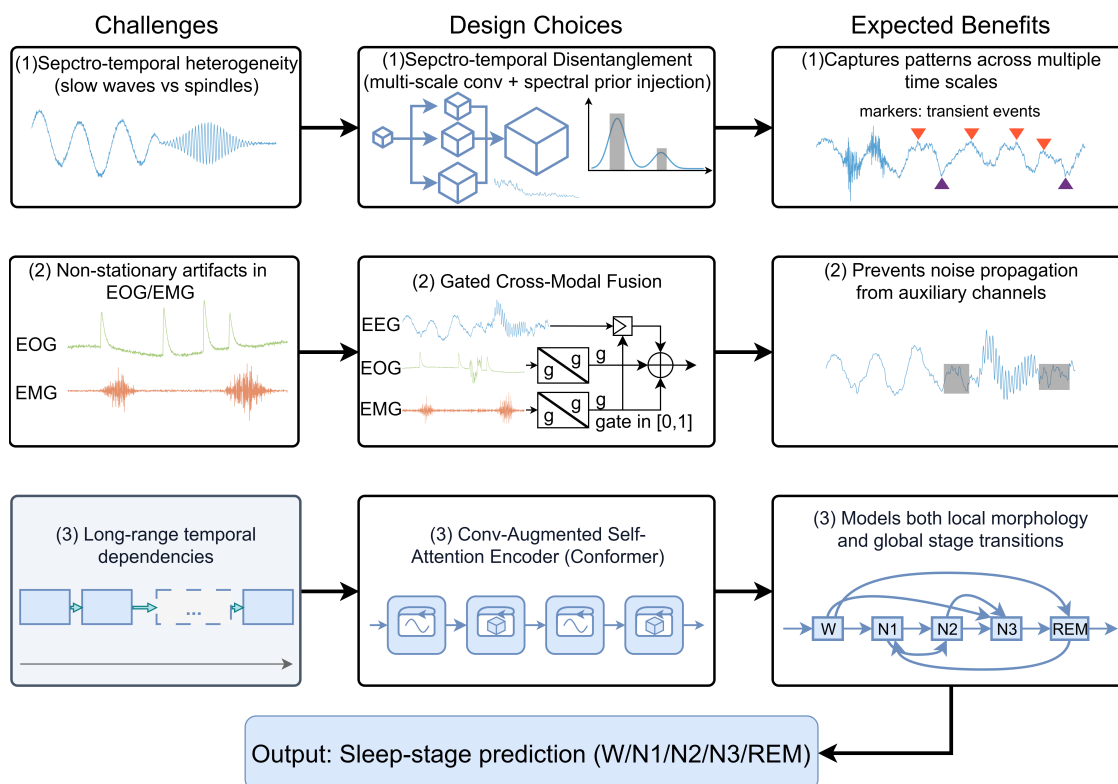 Challenges
Design Choices
Expected Benefits
(1)Sepctro-temporal heterogeneity
(slow waves vs spindles)
(1)Sepctro-temporal Disentanglement
(multi-scale conv + spectral prior injection)
(1)Captures patterns across multiple
time scales
markers: transient events
(2) Non-stationary artifacts in
EOG/EMG
EOG
EMG
(2) Gated Cross-Modal Fusion
EEG
EOG
EMG
g
g
g
g
g
g
gate in [0,1]
(2) Prevents noise propagation
from auxiliary channels
(3) Long-range temporal
dependencies
...
(3) Conv-Augmented Self-
Attention Encoder (Conformer)
(3) Models both local morphology
and global stage transitions
W
N1
N2
N3
REM
Output: Sleep-stage prediction (W/N1/N2/N3/REM)